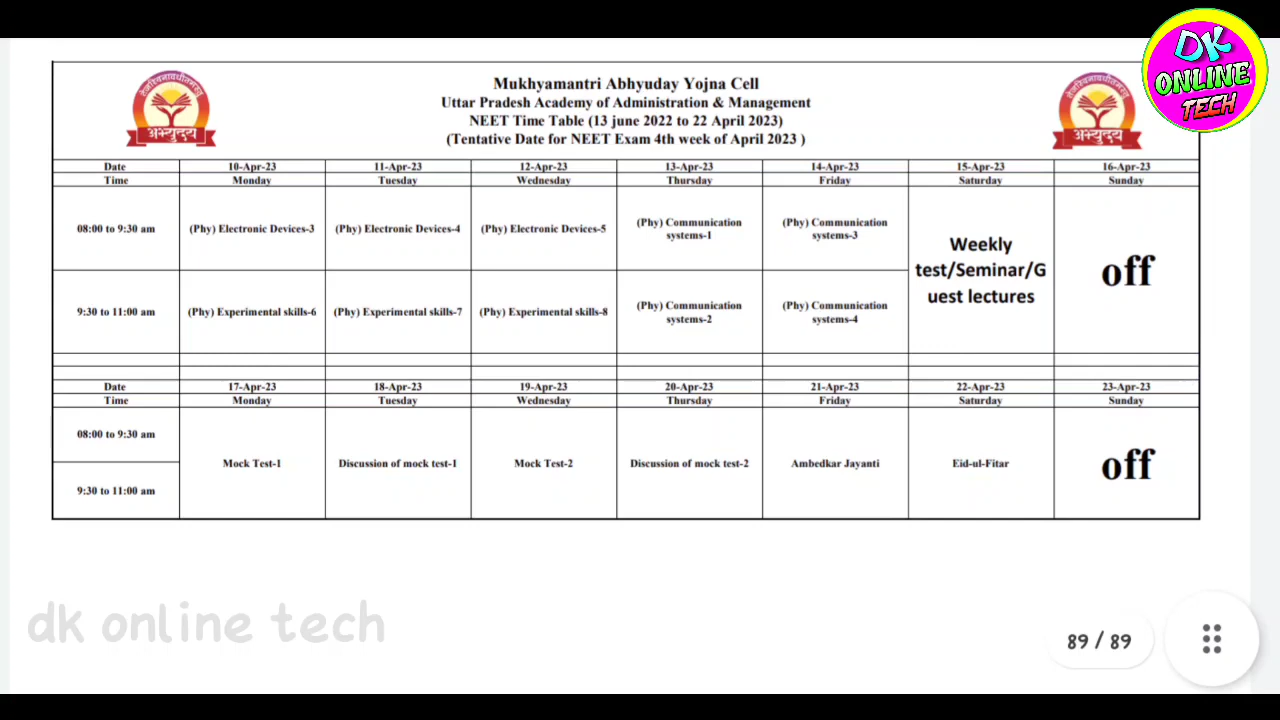 DK
ONLINE
TECH
अभ्युदय
अभ्युदय
Mukhyamantri Abhyuday Yojna Cell
Uttar Pradesh Academy of Administration & Management
NEET Time Table (13 june 2022 to 22 April 2023)
(Tentative Date for NEET Exam 4th week of April 2023 )
Date 10-Apr-23 11-Apr-23 12-Apr-23 13-Apr-23 14-Apr-23 15-Apr-23 16-Apr-23
Time Monday Tuesday Wednesday Thursday Friday Saturday Sunday
08:00 to 9:30 am (Phy) Electronic Devices-3 (Phy) Electronic Devices-4 (Phy) Electronic Devices-5 (Phy) Communication systems-1 (Phy) Communication systems-3
Weekly
test/Seminar/G
uest lectures
off
9:30 to 11:00 am (Phy) Experimental skills-6 (Phy) Experimental skills-7 (Phy) Experimental skills-8 (Phy) Communication systems-2 (Phy) Communication systems-4
Date 17-Apr-23 18-Apr-23 19-Apr-23 20-Apr-23 21-Apr-23 22-Apr-23 23-Apr-23
Time Monday Tuesday Wednesday Thursday Friday Saturday Sunday
08:00 to 9:30 am
Mock Test-1 Discussion of mock test-1 Mock Test-2 Discussion of mock test-2 Ambedkar Jayanti Eid-ul-Fitar off
9:30 to 11:00 am
dk online tech
89 / 89